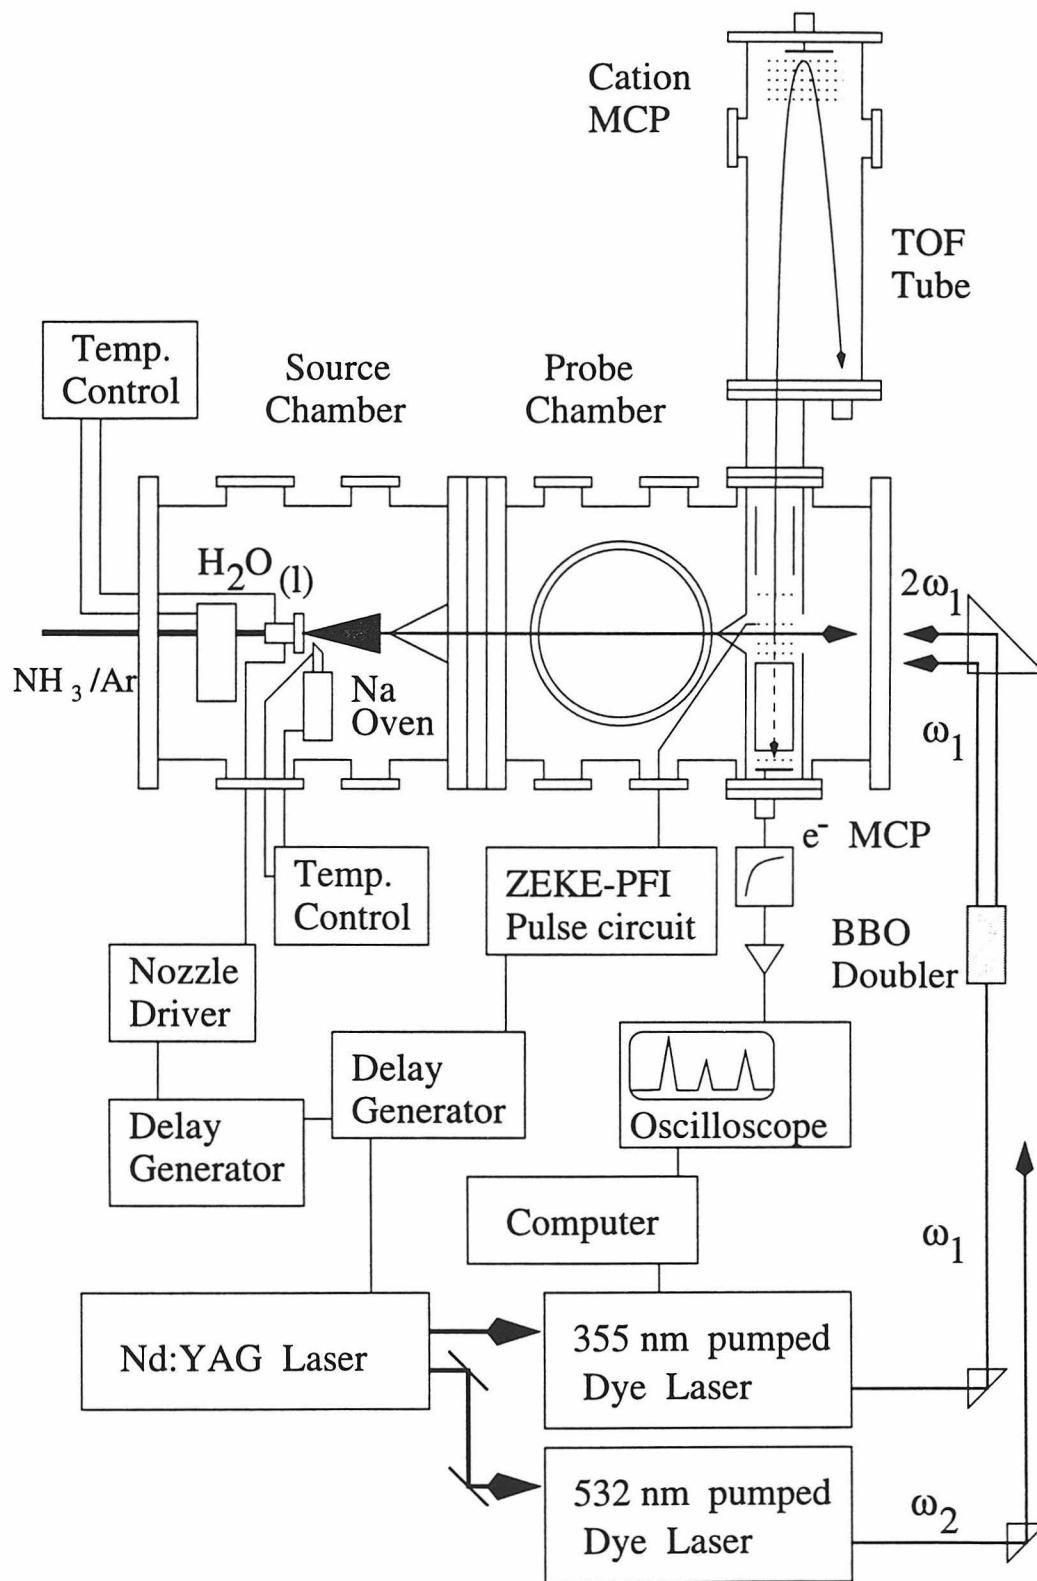 Cation
MCP
TOF
Tube
Temp.
Control
Source
Chamber
Probe
Chamber
H₂O (l)
2ω₁
NH₃/Ar
Na
Oven
ω₁
e⁻ MCP
Temp.
Control
ZEKE-PFI
Pulse circuit
BBO
Doubler
Nozzle
Driver
Delay
Generator
Delay
Generator
Oscilloscope
Computer
ω₁
Nd:YAG Laser
355 nm pumped
Dye Laser
532 nm pumped
Dye Laser
ω₂